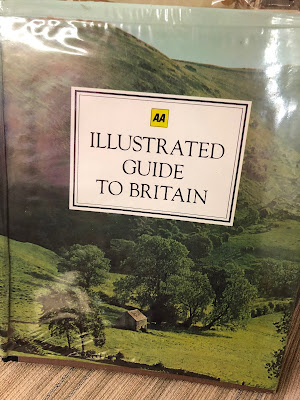 AA
ILLUSTRATED
GUIDE
TO BRITAIN